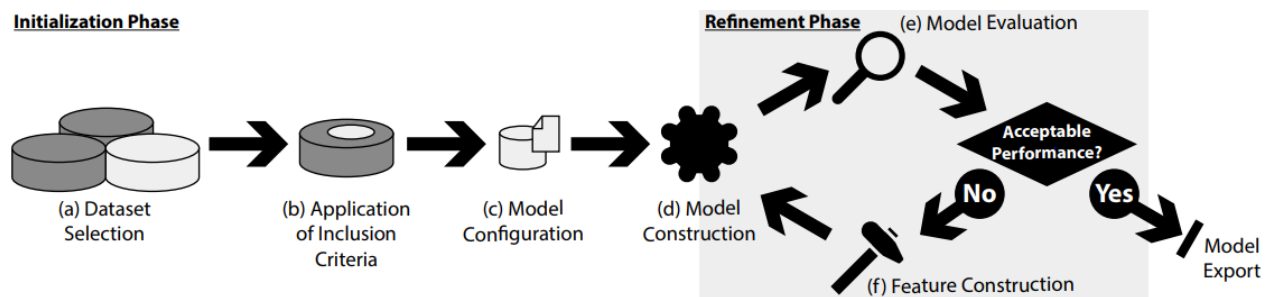 Initialization Phase
Refinement Phase
(e) Model Evaluation
Acceptable
Performance?
No
Yes
(a) Dataset
Selection
(b) Application
of Inclusion
Criteria
(c) Model
Configuration
(d) Model
Construction
(f) Feature Construction
Model
Export